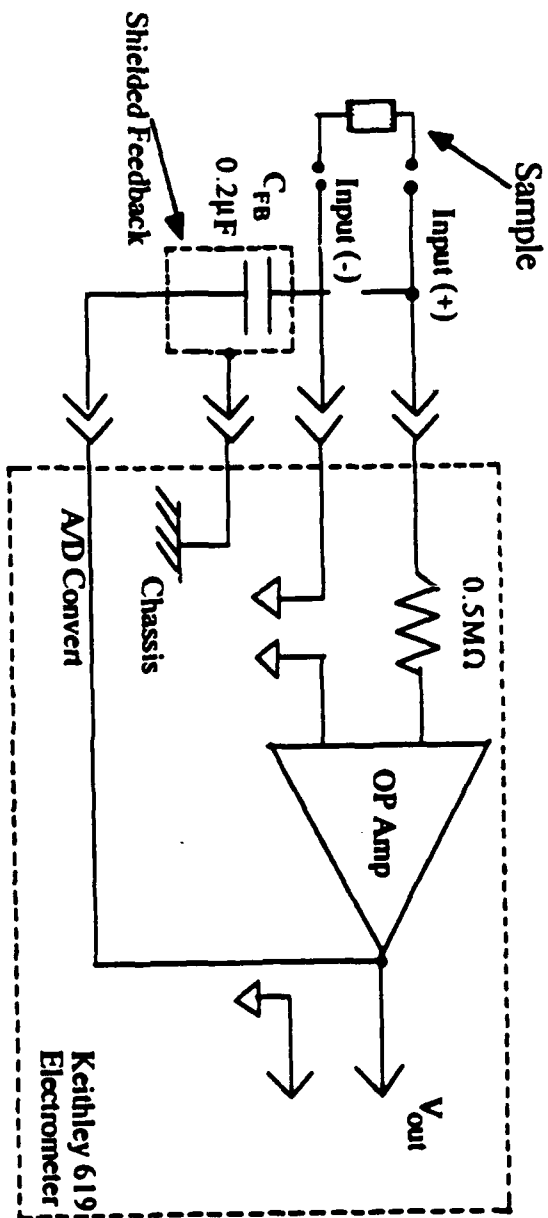 Sample
Input (+)
Input (-)
C_FB
0.2µF
Shielded Feedback
0.5MΩ
OP Amp
V_out
Chassis
A/D Convert
Keithley 619
Electrometer